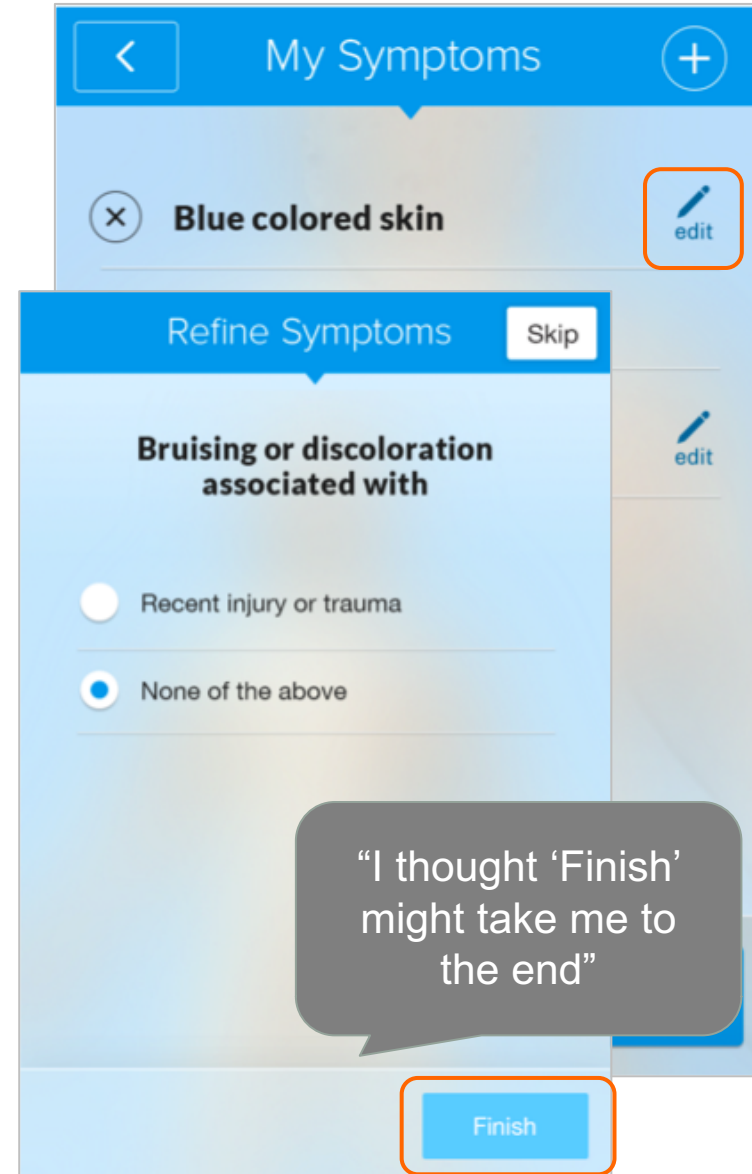 My Symptoms
Blue colored skin
edit
Refine Symptoms
Skip
Bruising or discoloration
associated with
edit
Recent injury or trauma
None of the above
“I thought ‘Finish’
might take me to
the end”
Finish